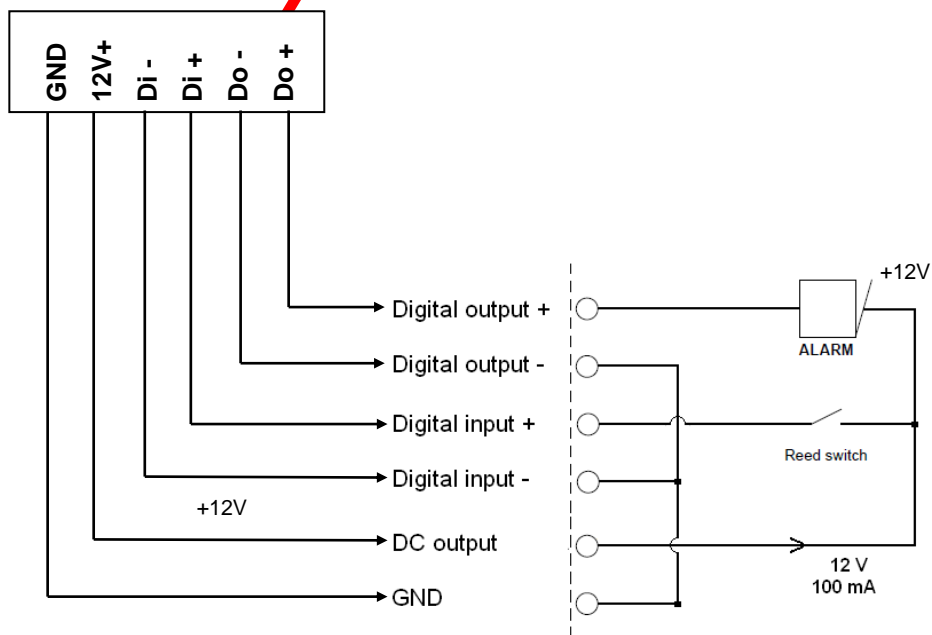 GND
12V+
Di -
Di +
Do -
Do +
+12V
Digital output +
ALARM
Digital output -
Digital input +
Reed switch
Digital input -
+12V
DC output
12 V
100 mA
GND